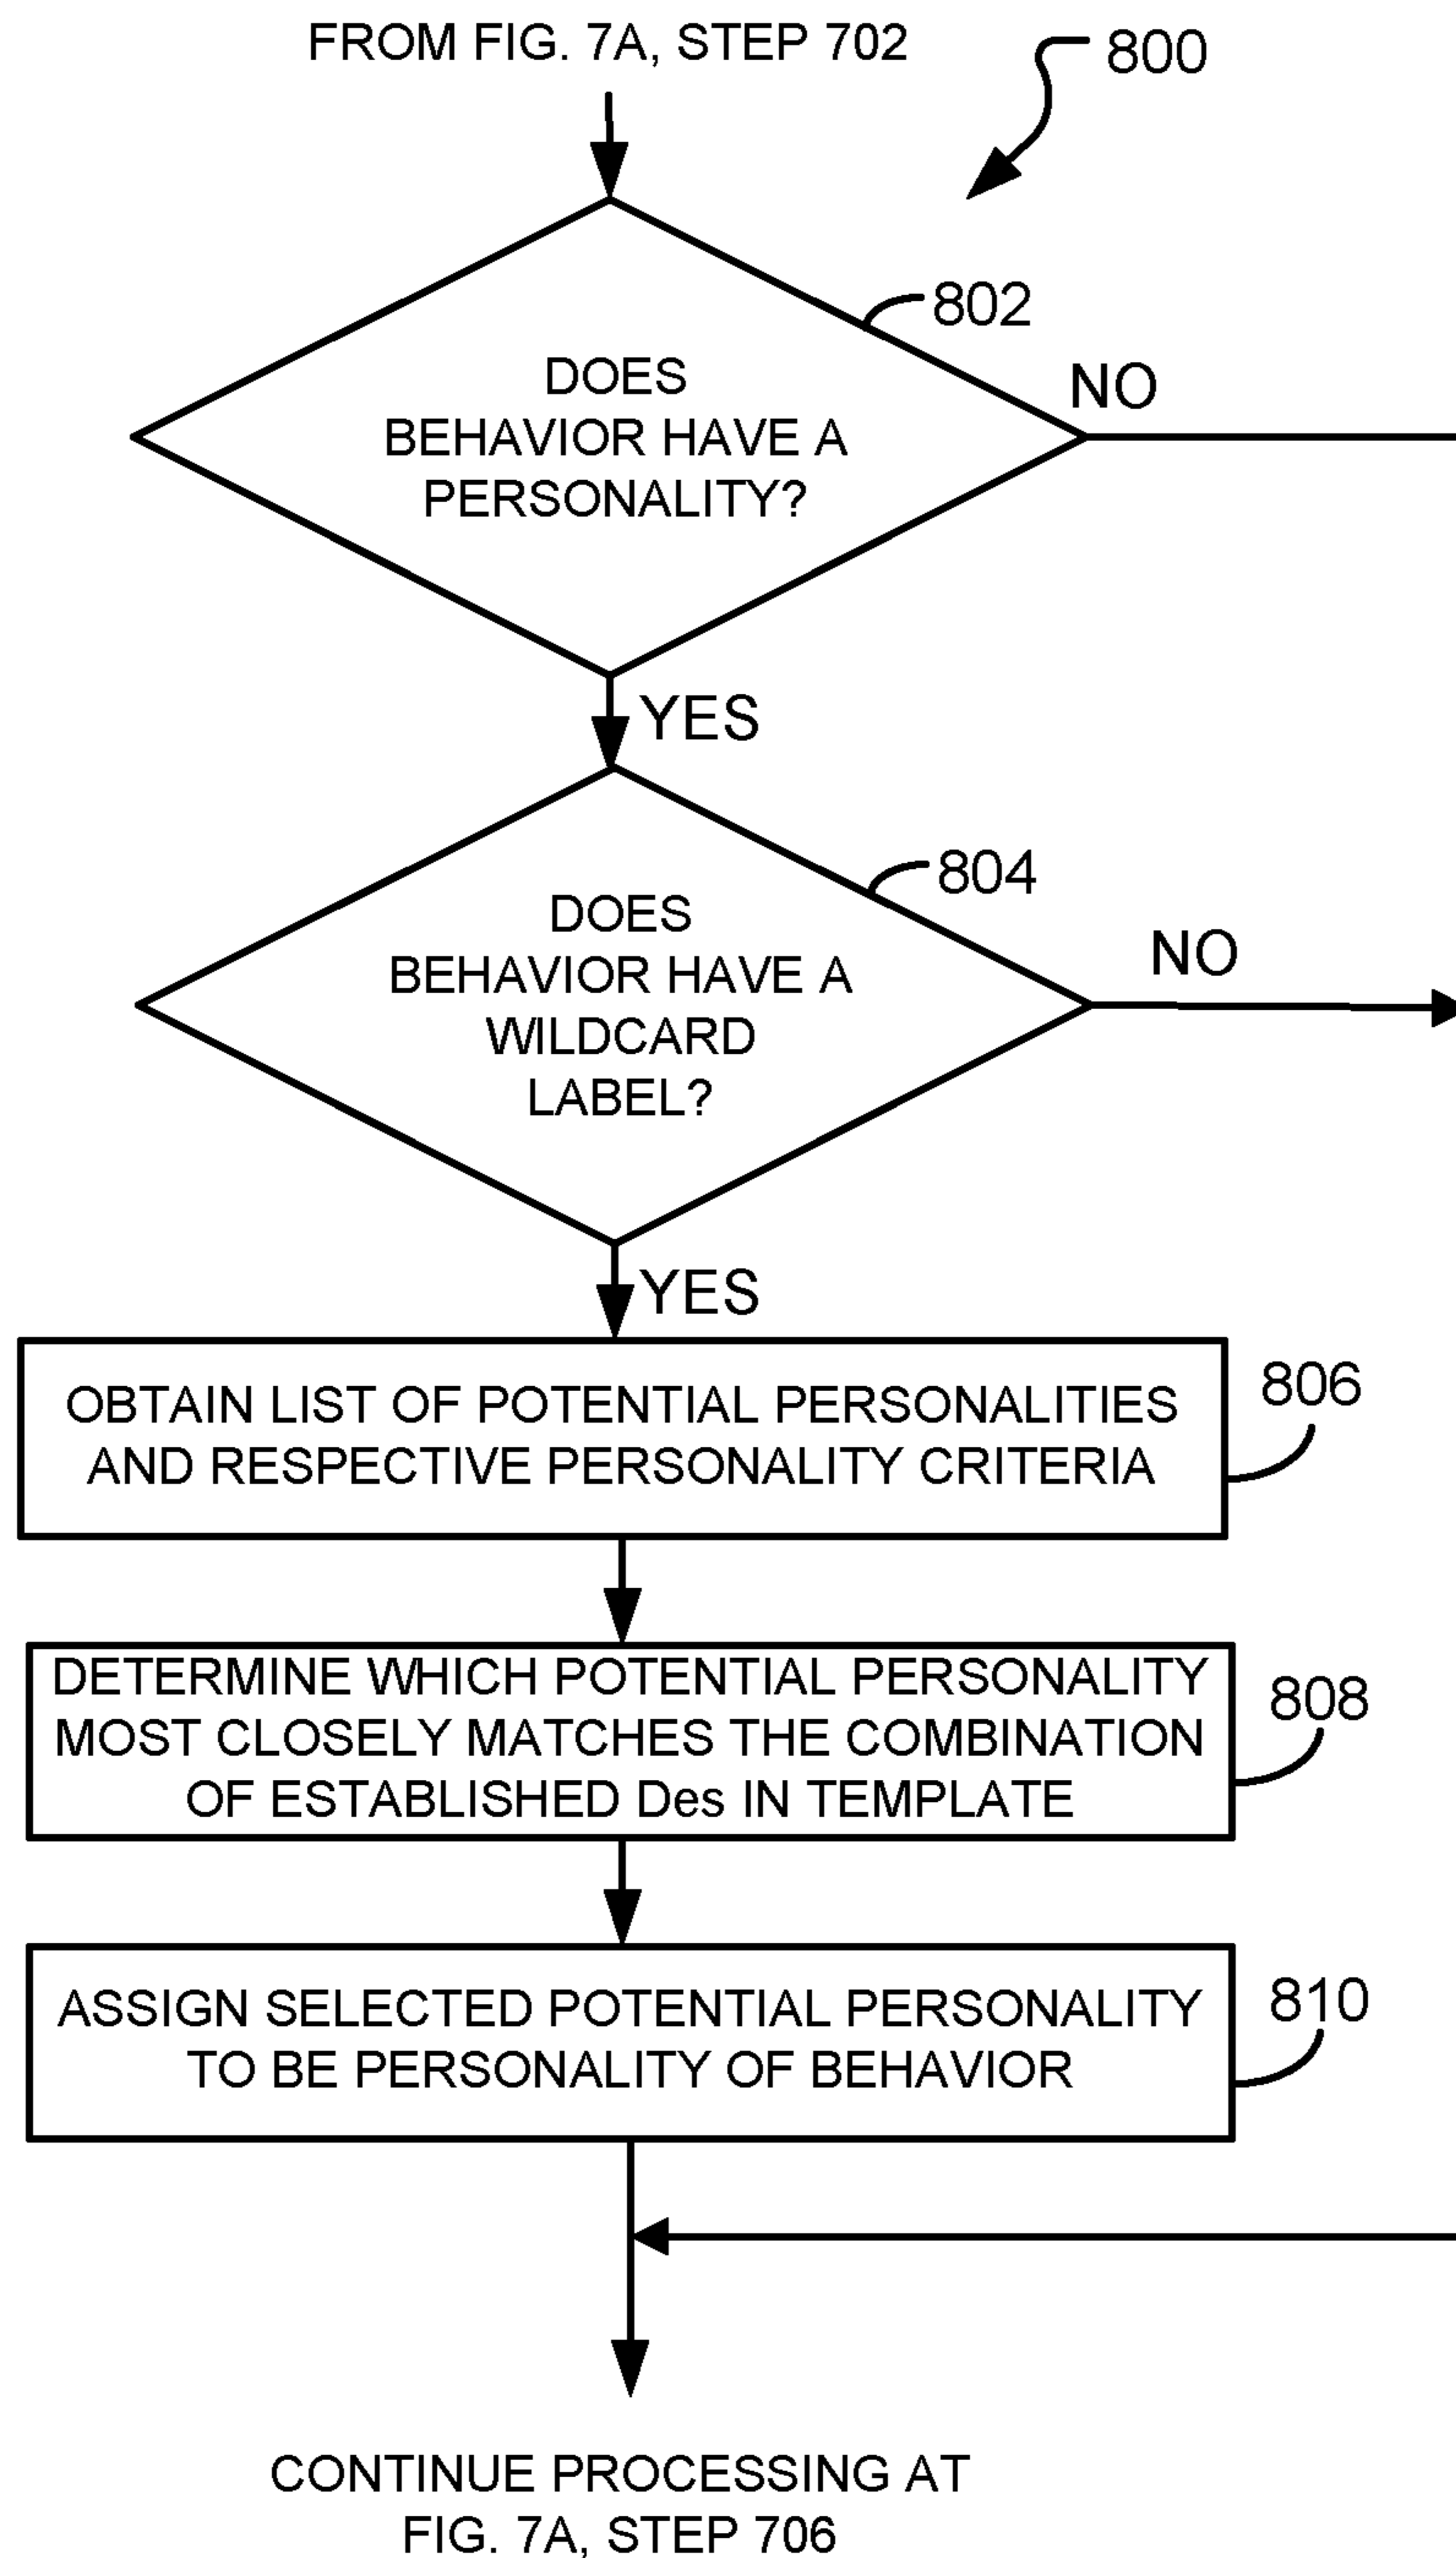 FROM FIG. 7A, STEP 702
800
802
DOES
BEHAVIOR HAVE A
PERSONALITY?
NO
YES
804
DOES
BEHAVIOR HAVE A
WILDCARD
LABEL?
NO
YES
OBTAIN LIST OF POTENTIAL PERSONALITIES
AND RESPECTIVE PERSONALITY CRITERIA
806
DETERMINE WHICH POTENTIAL PERSONALITY
MOST CLOSELY MATCHES THE COMBINATION
OF ESTABLISHED Des IN TEMPLATE
808
ASSIGN SELECTED POTENTIAL PERSONALITY
TO BE PERSONALITY OF BEHAVIOR
810
CONTINUE PROCESSING AT
FIG. 7A, STEP 706